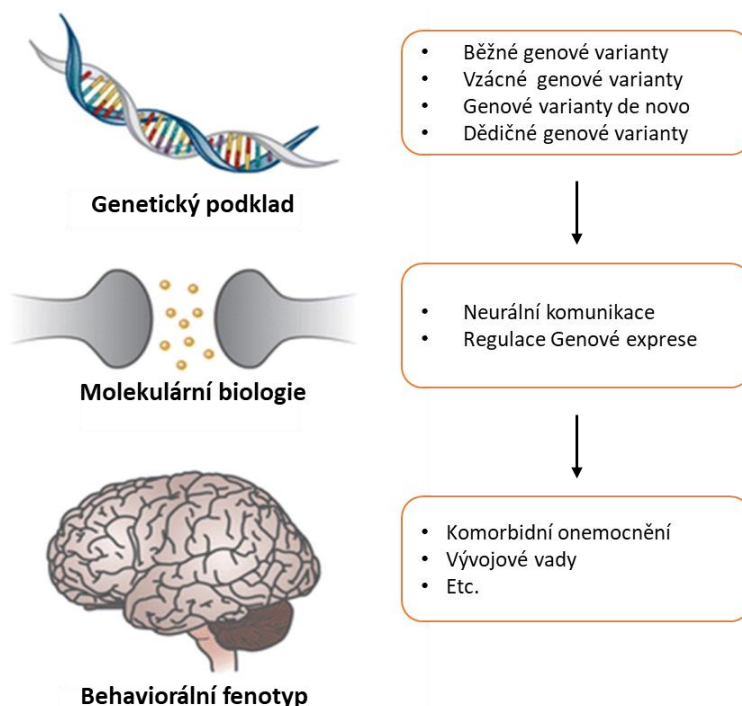 Genetický podklad
• Běžné genové varianty
• Vzácné genové varianty
• Genové varianty de novo
• Dědičné genové varianty
Molekulární biologie
• Neurální komunikace
• Regulace Genové exprese
Behaviorální fenotyp
• Komorbidní onemocnění
• Vývojové vady
• Etc.